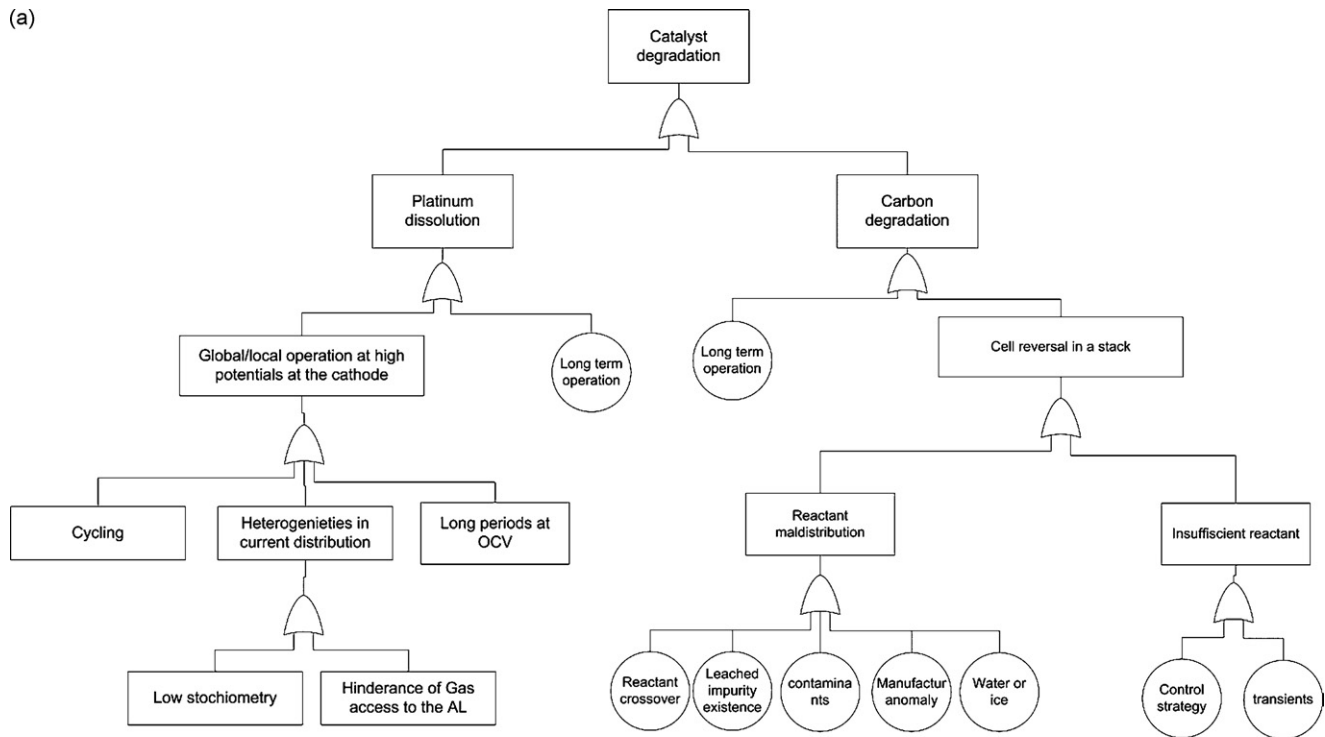 (a)
Catalyst
degradation
Platinum
dissolution
Carbon
degradation
Global/local operation at high
potentials at the cathode
Long term
operation
Long term
operation
Cell reversal in a stack
Cycling
Heterogenieties in
current distribution
Long periods at
OCV
Reactant
maldistribution
Insuffiscient reactant
Low stochiometry
Hinderance of Gas
access to the AL
Reactant
crossover
Leached
impurity
existence
contamina
nts
Manufactur
anomaly
Water or
ice
Control
strategy
transients